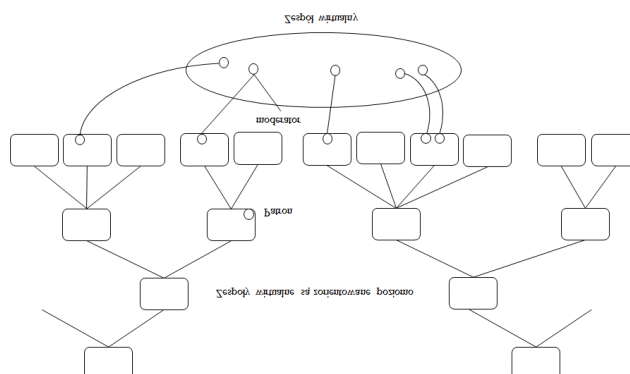 Zespół wirtualny
moderator
Patron
Zespoły wirtualne są zorientowane poziomo